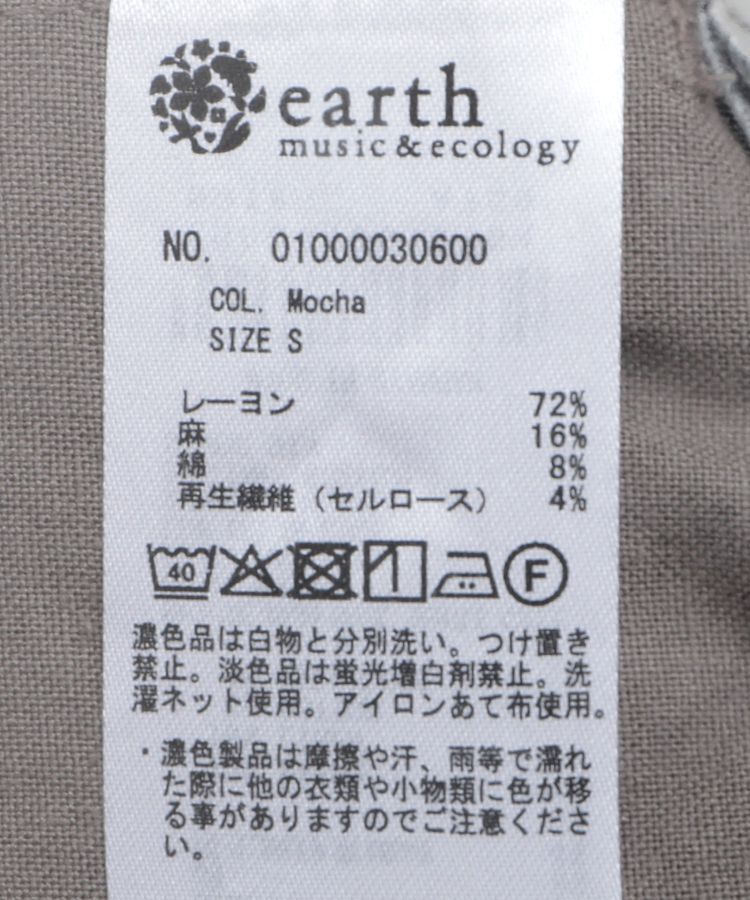 earth
music&ecology
NO. 01000030600
COL. Mocha
SIZE S
レーヨン 72%
麻 16%
綿 8%
再生繊維（セルロース） 4%
40 F
濃色品は白物と分別洗い。つけ置き
禁止。淡色品は蛍光増白剤禁止。洗
濯ネット使用。アイロンあて布使用。
・濃色製品は摩擦や汗、雨等で濡れ
た際に他の衣類や小物類に色が移
る事がありますのでご注意くださ
い。